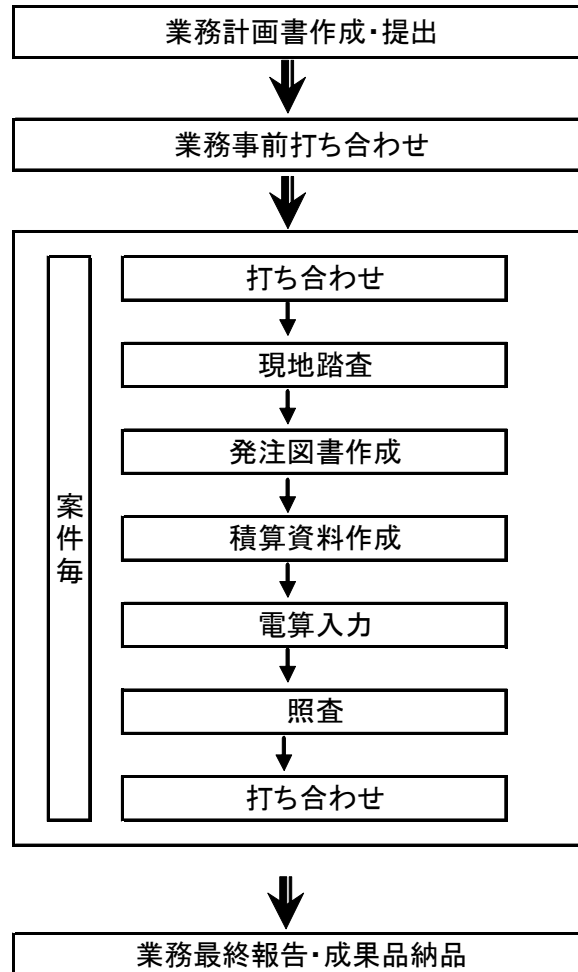 業務計画書作成・提出
業務事前打ち合わせ
案件毎
打ち合わせ
現地踏査
発注図書作成
積算資料作成
電算入力
照査
打ち合わせ
業務最終報告・成果品納品